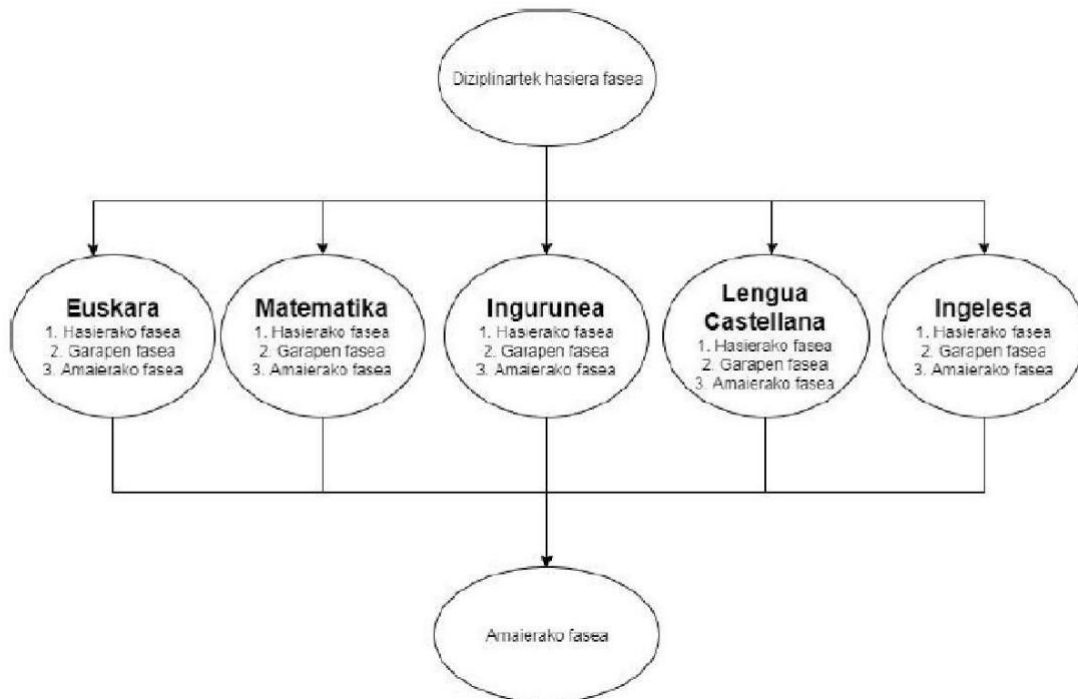 Diziplinartek hasiera fasea
Euskara
1. Hasierako fasea
2. Garapen fasea
3. Amaierako fasea
Matematika
1. Hasierako fasea
2. Garapen fasea
3. Amaierako fasea
Ingurunea
1. Hasierako fasea
2. Garapen fasea
3. Amaierako fasea
Lengua
Castellana
1. Hasierako fasea
2. Garapen fasea
3. Amaierako fasea
Ingelesa
1. Hasierako fasea
2. Garapen fasea
3. Amaierako fasea
Amaierako fasea